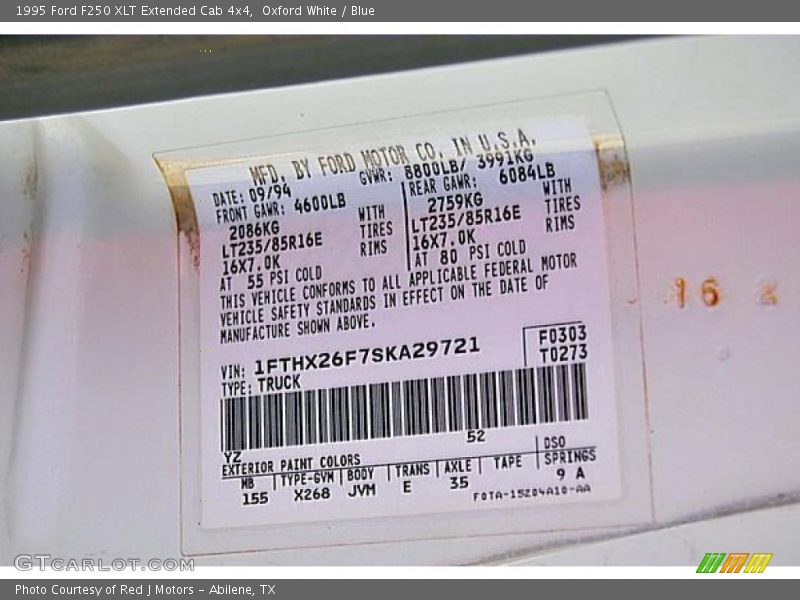 1995 Ford F250 XLT Extended Cab 4x4,  Oxford White / Blue
MFD. BY FORD MOTOR CO. IN U.S.A.
DATE: 09/94
GVWR: 8800LB/ 3991KG
FRONT GAWR: 4600LB
2086KG
WITH
LT235/85R16E
TIRES
16X7.0K
RIMS
AT 55 PSI COLD
REAR GAWR: 6084LB
2759KG
WITH
LT235/85R16E
TIRES
16X7.0K
RIMS
AT 80 PSI COLD
THIS VEHICLE CONFORMS TO ALL APPLICABLE FEDERAL MOTOR
VEHICLE SAFETY STANDARDS IN EFFECT ON THE DATE OF
MANUFACTURE SHOWN ABOVE.
VIN: 1FTHX26F7SKA29721
TYPE: TRUCK
F0303
T0273
52
YZ
EXTERIOR PAINT COLORS
DSO
WB TYPE-GVW BODY TRANS AXLE TAPE SPRINGS
155 X268 JVM E 35 9 A
F0TA-15204A10-AA
16
GTCarLot.com
Photo Courtesy of Red J Motors – Abilene, TX